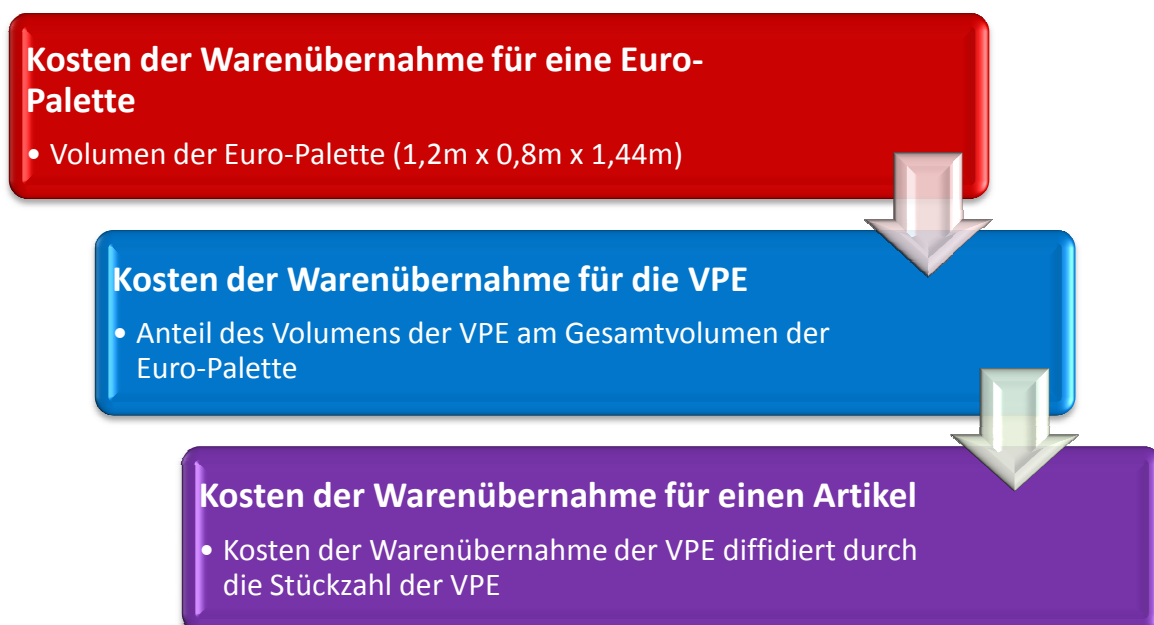 Kosten der Warenübernahme für eine Euro-
Palette
• Volumen der Euro-Palette (1,2m x 0,8m x 1,44m)
Kosten der Warenübernahme für die VPE
• Anteil des Volumens der VPE am Gesamtvolumen der
Euro-Palette
Kosten der Warenübernahme für einen Artikel
• Kosten der Warenübernahme der VPE diffidiert durch
die Stückzahl der VPE